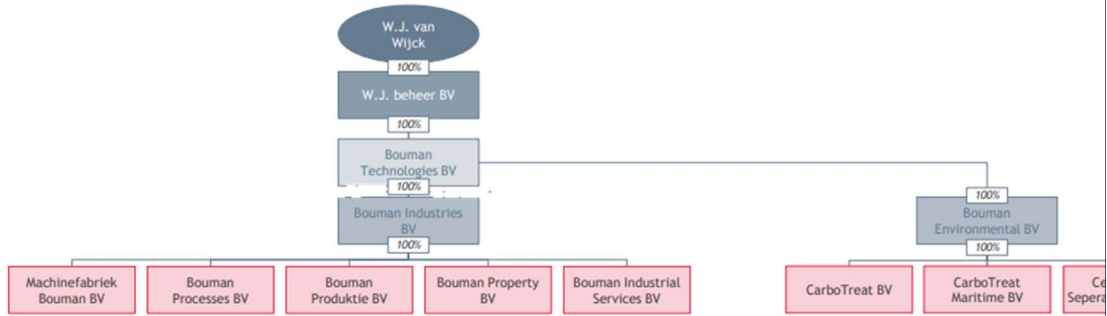 W.J. van
Wijck
100%
W.J. beheer BV
100%
Bouman
Technologies BV
100%
100%
Bouman Industries
BV
Bouman
Environmental BV
100%
100%
Machinefabriek
Bouman BV
Bouman
Processes BV
Bouman
Produktie BV
Bouman Property
BV
Bouman Industrial
Services BV
CarboTreat BV
CarboTreat
Maritime BV